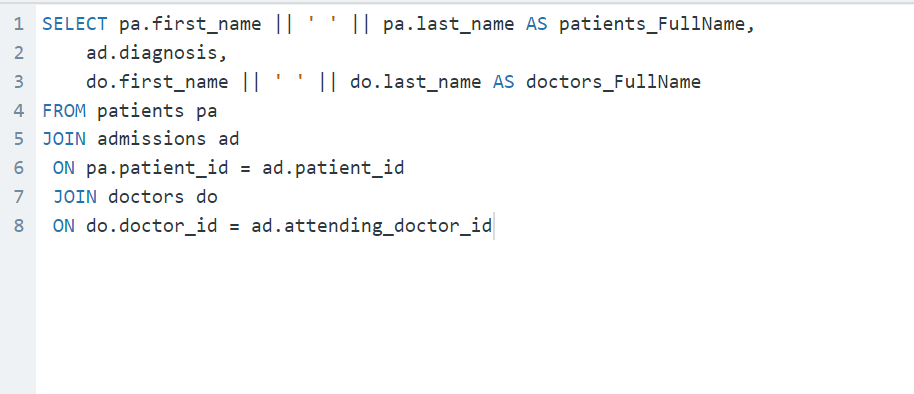 1 SELECT pa.first_name || ' ' || pa.last_name AS patients_FullName,
2     ad.diagnosis,
3     do.first_name || ' ' || do.last_name AS doctors_FullName
4 FROM patients pa
5 JOIN admissions ad
6  ON pa.patient_id = ad.patient_id
7  JOIN doctors do
8  ON do.doctor_id = ad.attending_doctor_id